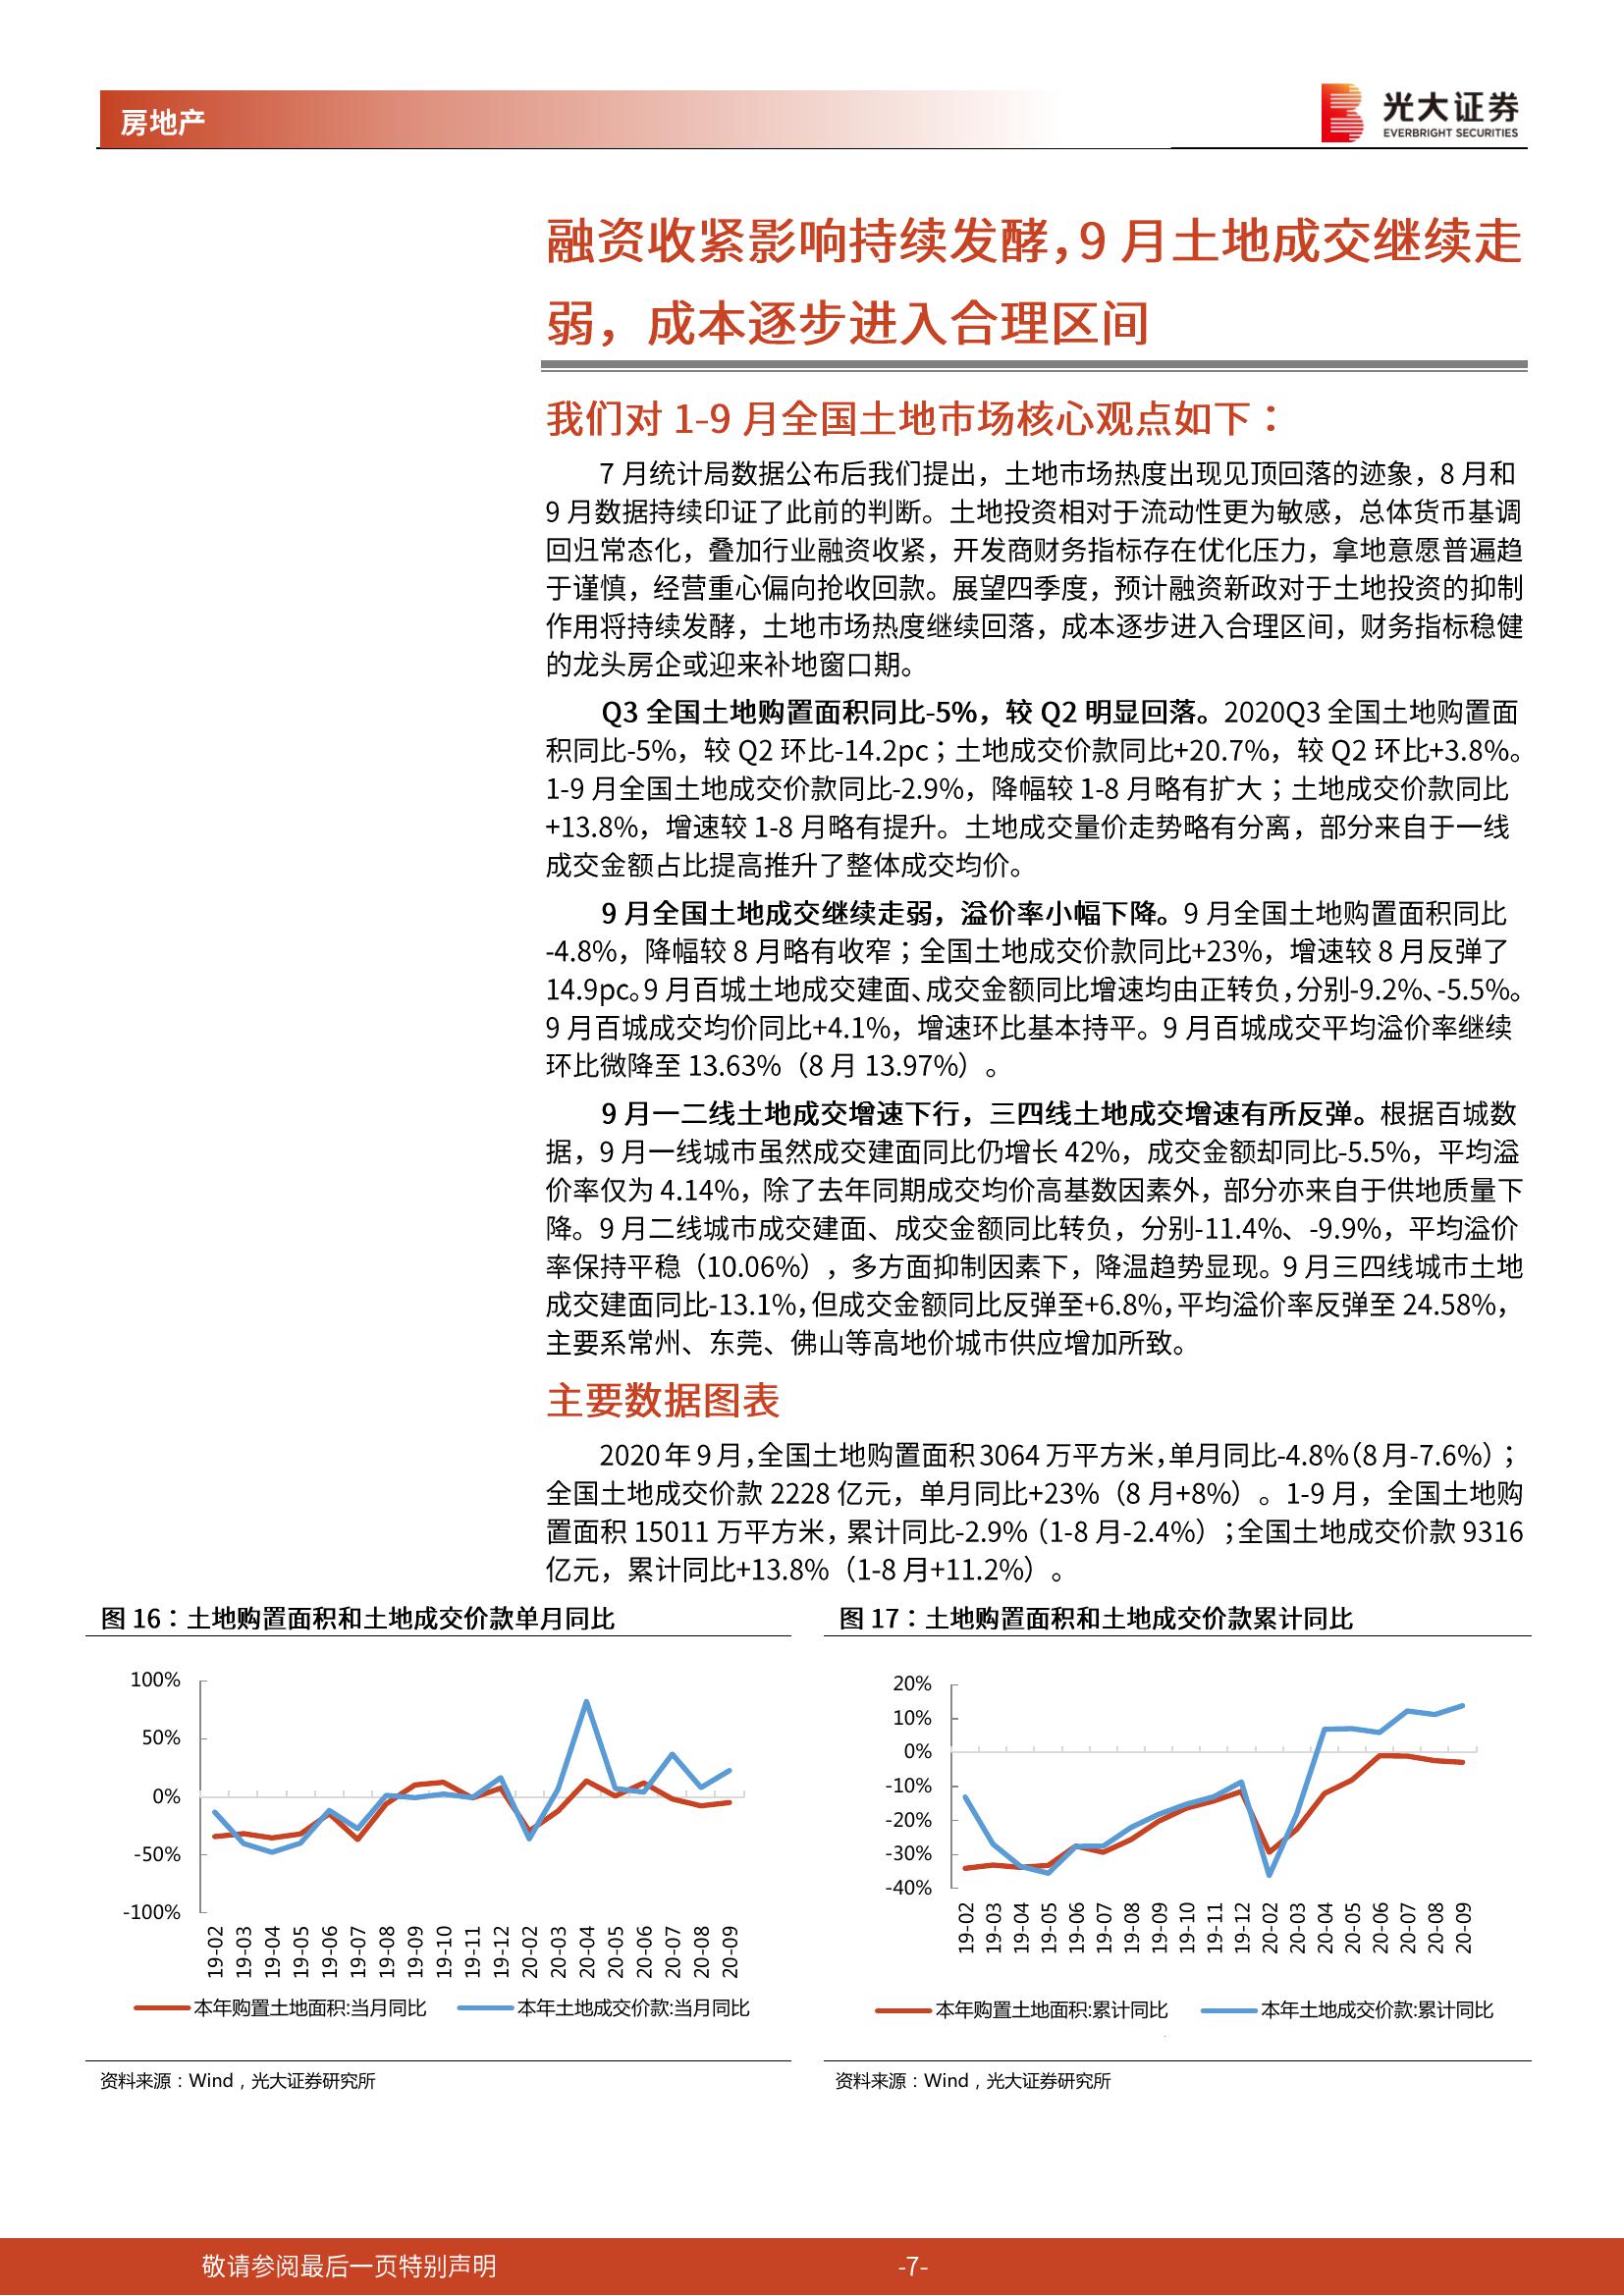 房地产
光大证券
EVERBRIGHT SECURITIES
融资收紧影响持续发酵，9 月土地成交继续走
弱，成本逐步进入合理区间
我们对 1-9 月全国土地市场核心观点如下：
7 月统计局数据公布后我们提出，土地市场热度出现见顶回落的迹象，8 月和
9 月数据持续印证了此前的判断。土地投资相对于流动性更为敏感，总体货币基调
回归常态化，叠加行业融资收紧，开发商财务指标存在优化压力，拿地意愿普遍趋
于谨慎，经营重心偏向抢收回款。展望四季度，预计融资新政对于土地投资的抑制
作用将持续发酵，土地市场热度继续回落，成本逐步进入合理区间，财务指标稳健
的龙头房企或迎来补地窗口期。
Q3 全国土地购置面积同比-5%，较 Q2 明显回落。2020Q3 全国土地购置面
积同比-5%，较 Q2 环比-14.2pc；土地成交价款同比+20.7%，较 Q2 环比+3.8%。
1-9 月全国土地成交价款同比-2.9%，降幅较 1-8 月略有扩大；土地成交价款同比
+13.8%，增速较 1-8 月略有提升。土地成交量价走势略有分离，部分来自于一线
成交金额占比提高推升了整体成交均价。
9 月全国土地成交继续走弱，溢价率小幅下降。9 月全国土地购置面积同比
-4.8%，降幅较 8 月略有收窄；全国土地成交价款同比+23%，增速较 8 月反弹了
14.9pc。9 月百城土地成交建面、成交金额同比增速均由正转负，分别-9.2%、-5.5%。
9 月百城成交均价同比+4.1%，增速环比基本持平。9 月百城成交平均溢价率继续
环比微降至 13.63%（8 月 13.97%）。
9 月一二线土地成交增速下行，三四线土地成交增速有所反弹。根据百城数
据，9 月一线城市虽然成交建面同比仍增长 42%，成交金额却同比-5.5%，平均溢
价率仅为 4.14%，除了去年同期成交均价高基数因素外，部分亦来自于供地质量下
降。9 月二线城市成交建面、成交金额同比转负，分别-11.4%、-9.9%，平均溢价
率保持平稳（10.06%），多方面抑制因素下，降温趋势显现。9 月三四线城市土地
成交建面同比-13.1%，但成交金额同比反弹至+6.8%，平均溢价率反弹至 24.58%，
主要系常州、东莞、佛山等高地价城市供应增加所致。
主要数据图表
2020 年 9 月，全国土地购置面积 3064 万平方米，单月同比-4.8%（8 月-7.6%）；
全国土地成交价款 2228 亿元，单月同比+23%（8 月+8%）。1-9 月，全国土地购
置面积 15011 万平方米，累计同比-2.9%（1-8 月-2.4%）；全国土地成交价款 9316
亿元，累计同比+13.8%（1-8 月+11.2%）。
图 16：土地购置面积和土地成交价款单月同比
100%
50%
0%
-50%
-100%
19-02 19-03 19-04 19-05 19-06 19-07 19-08 19-09 19-10 19-11 19-12 20-02 20-03 20-04 20-05 20-06 20-07 20-08 20-09
本年购置土地面积:当月同比 本年土地成交价款:当月同比
资料来源：Wind，光大证券研究所
图 17：土地购置面积和土地成交价款累计同比
20%
10%
0%
-10%
-20%
-30%
-40%
19-02 19-03 19-04 19-05 19-06 19-07 19-08 19-09 19-10 19-11 19-12 20-02 20-03 20-04 20-05 20-06 20-07 20-08 20-09
本年购置土地面积:累计同比 本年土地成交价款:累计同比
资料来源：Wind，光大证券研究所
敬请参阅最后一页特别声明
-7-